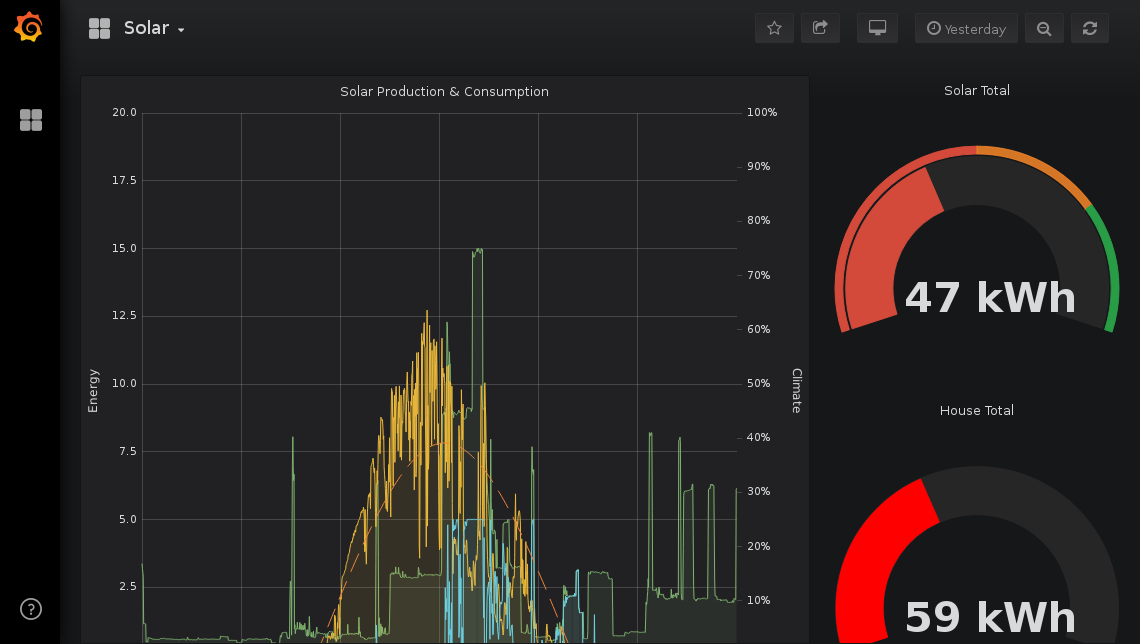 Solar
Yesterday
Solar Production & Consumption
20.0
17.5
15.0
12.5
10.0
7.5
5.0
2.5
Energy
100%
90%
80%
70%
60%
50%
40%
30%
20%
10%
Climate
Solar Total
47 kWh
House Total
59 kWh
?